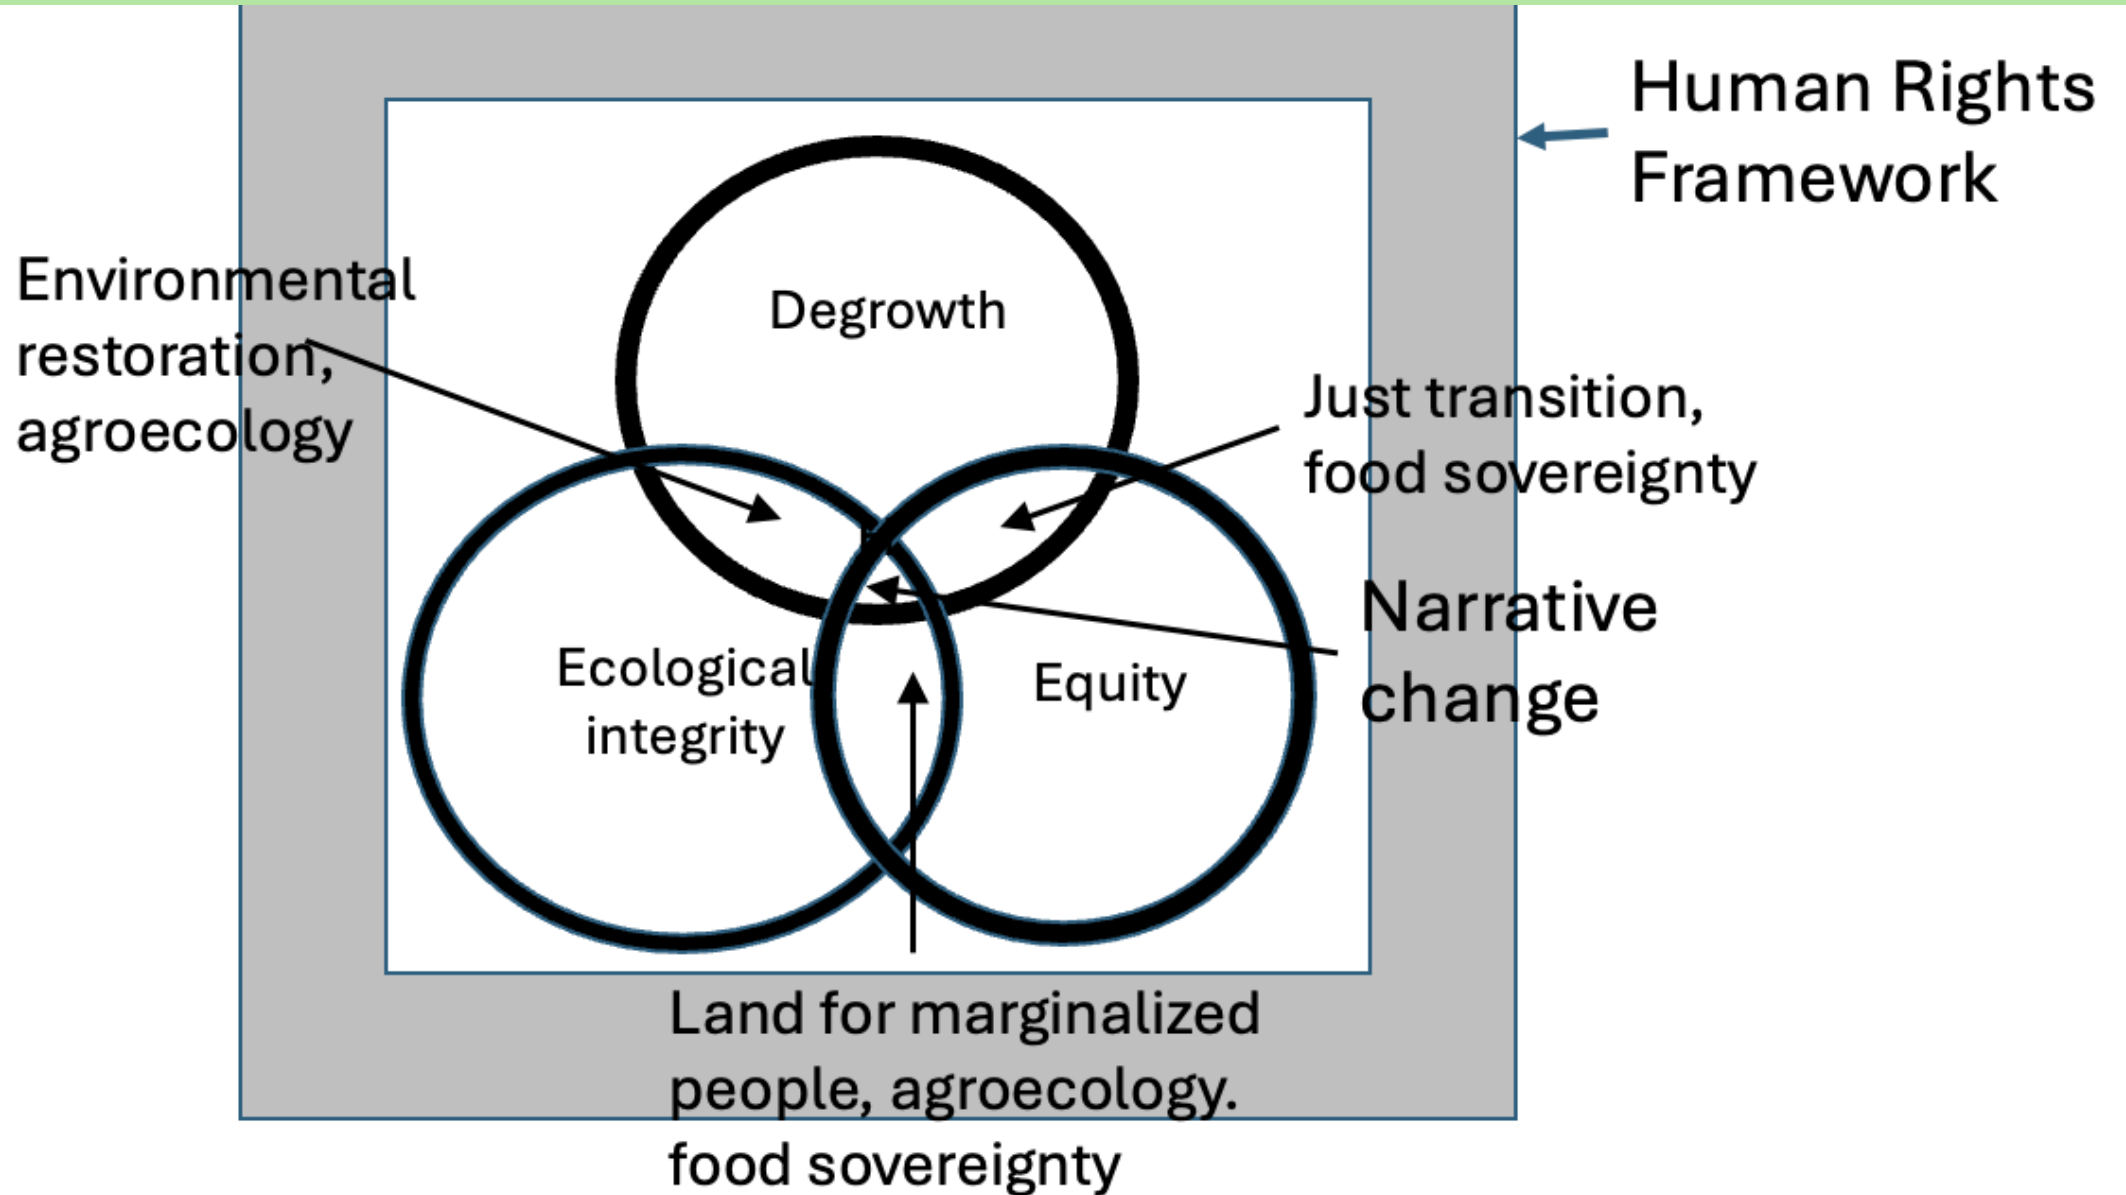 Human Rights
Framework
Environmental
restoration,
agroecology
Degrowth
Just transition,
food sovereignty
Narrative
change
Ecological
integrity
Equity
Land for marginalized
people, agroecology.
food sovereignty